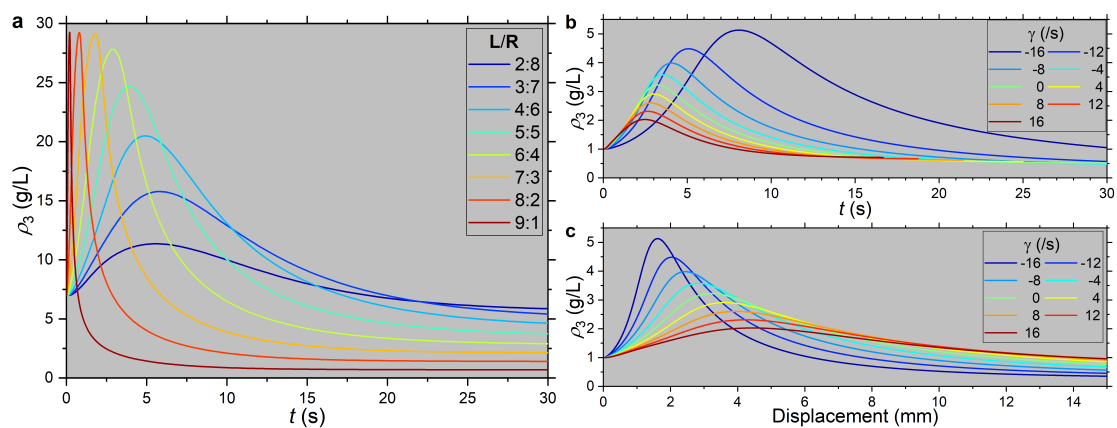 a
30
25
20
15
10
5
0
ρ3 (g/L)
0 5 10 15 20 25 30
t (s)
L/R
2:8
3:7
4:6
5:5
6:4
7:3
8:2
9:1
b
5
4
3
2
1
0
ρ3 (g/L)
0 5 10 15 20 25 30
t (s)
γ (/s)
-16 -12
-8 -4
0 4
8 12
16
c
5
4
3
2
1
0
ρ3 (g/L)
0 2 4 6 8 10 12 14
Displacement (mm)
γ (/s)
-16 -12
-8 -4
0 4
8 12
16